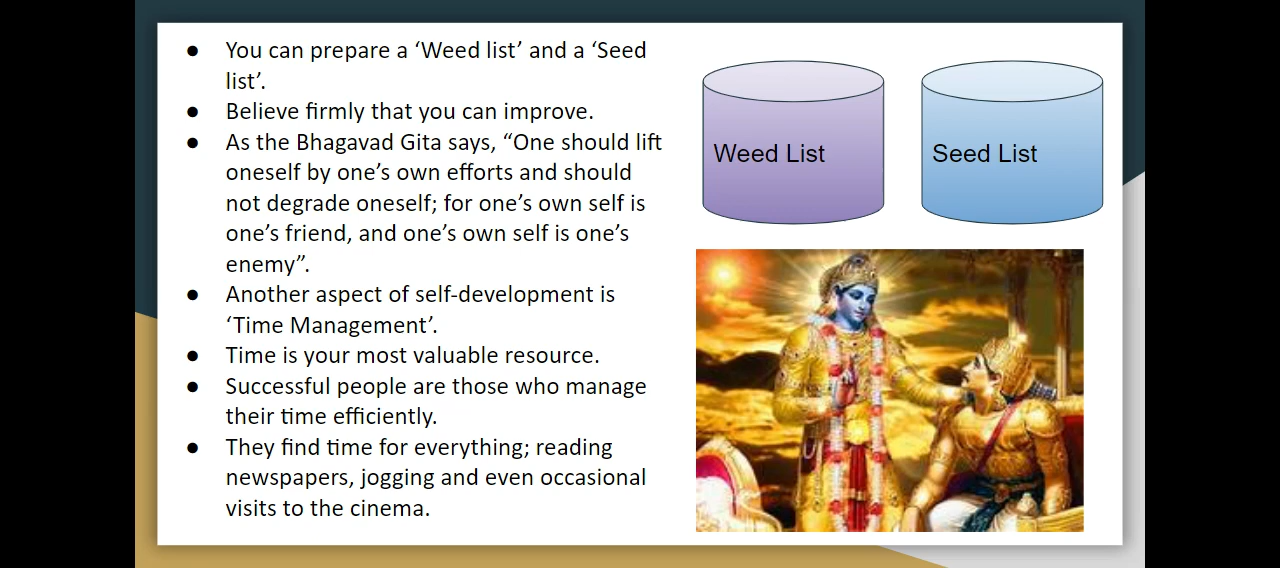 ● You can prepare a ‘Weed list’ and a ‘Seed
list’.
● Believe firmly that you can improve.
● As the Bhagavad Gita says, “One should lift
oneself by one’s own efforts and should
not degrade oneself; for one’s own self is
one’s friend, and one’s own self is one’s
enemy”.
● Another aspect of self-development is
‘Time Management’.
● Time is your most valuable resource.
● Successful people are those who manage
their time efficiently.
● They find time for everything; reading
newspapers, jogging and even occasional
visits to the cinema.
Weed List
Seed List